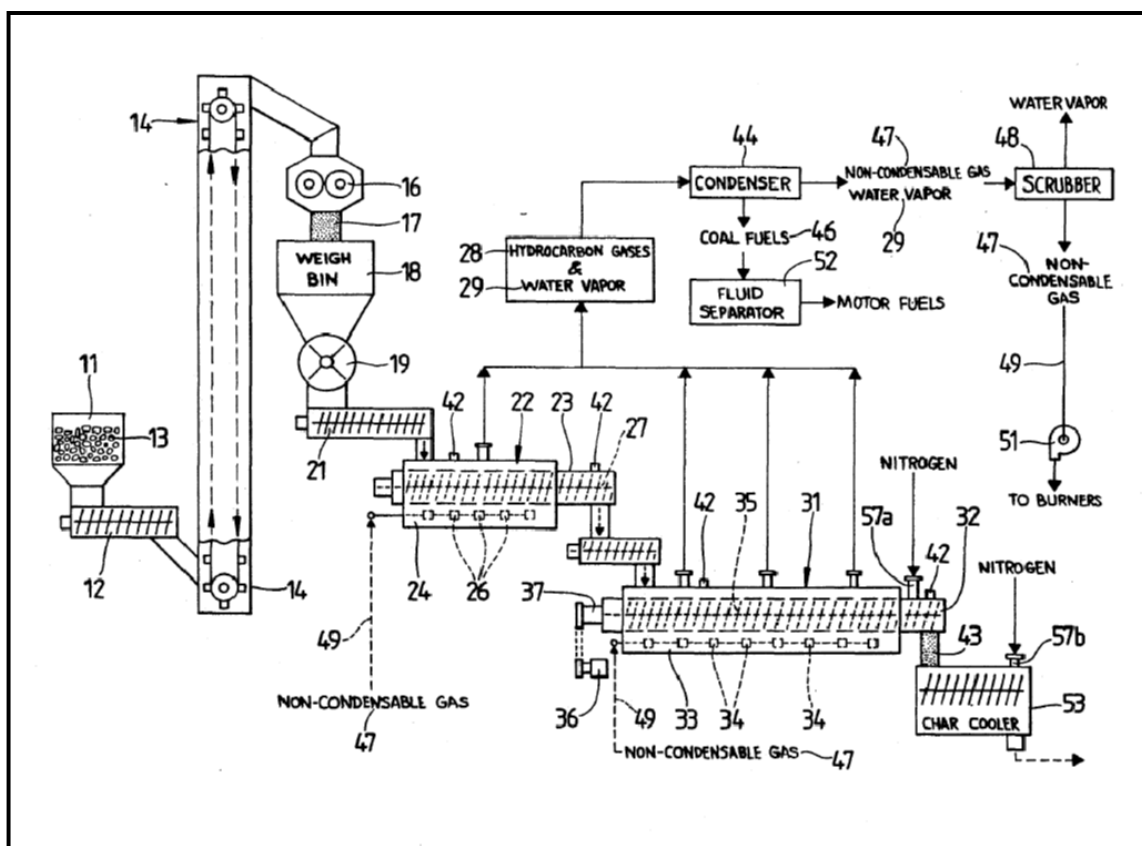 WATER VAPOR
14
44
47
48
16
CONDENSER
NON-CONDENSABLE GAS
WATER VAPOR
SCRUBBER
17
28
HYDROCARBON GASES
&
29
WATER VAPOR
COAL FUELS
46
29
47
NON-
CONDENSABLE
GAS
WEIGH
BIN
18
52
FLUID
SEPARATOR
MOTOR FUELS
19
49
11
13
42
22
23
42
27
51
21
NITROGEN
TO BURNERS
12
24
26
42
35
31
57a
42
32
NITROGEN
14
37
43
57b
49
NON-CONDENSABLE GAS
47
36
49
33
34
34
CHAR COOLER
53
NON-CONDENSABLE GAS
47